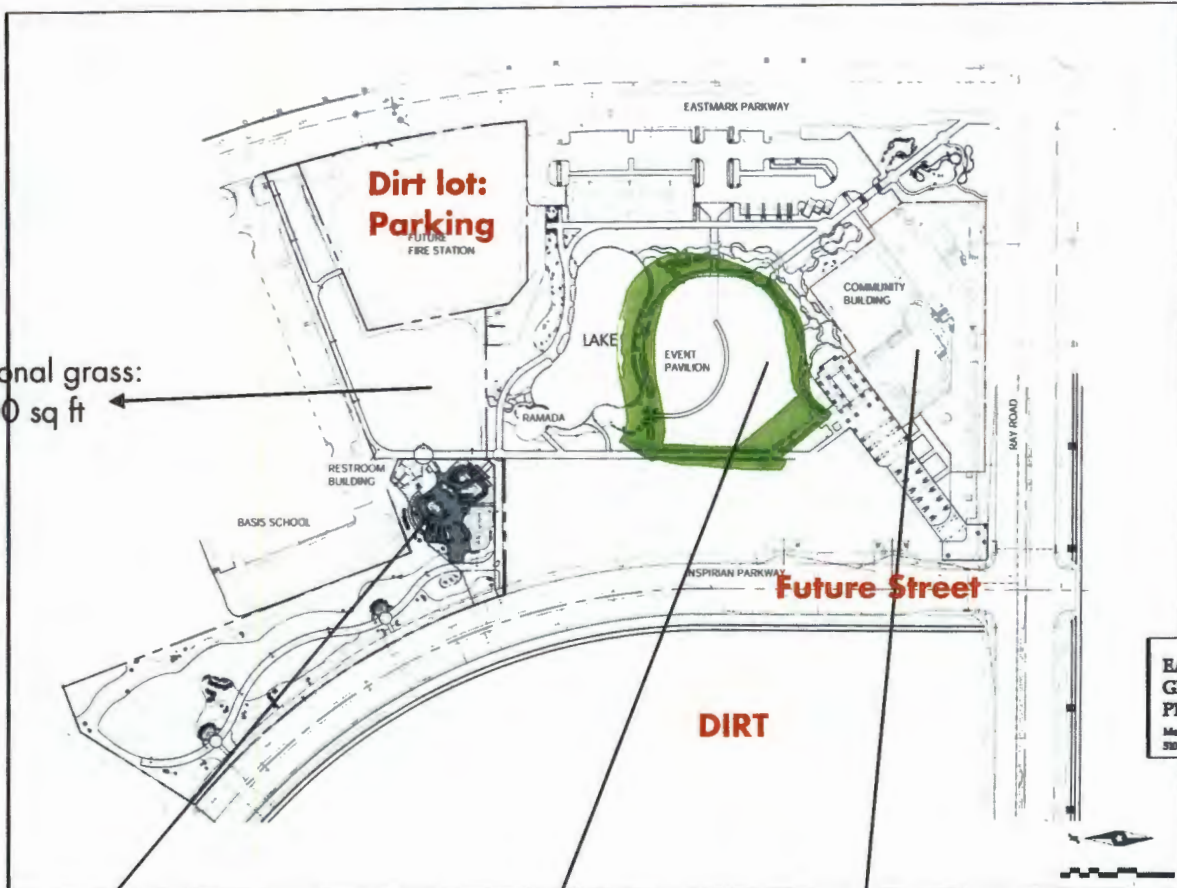 EASTMARK PARKWAY
Dirt lot:
Parking
FUTURE
FIRE STATION
COMMUNITY
BUILDING
LAKE
EVENT
PAVILION
onal grass:
0 sq ft
RAMADA
RAY ROAD
RESTROOM
BUILDING
BASIS SCHOOL
NSPIRIAN PARKWAY
Future Street
DIRT